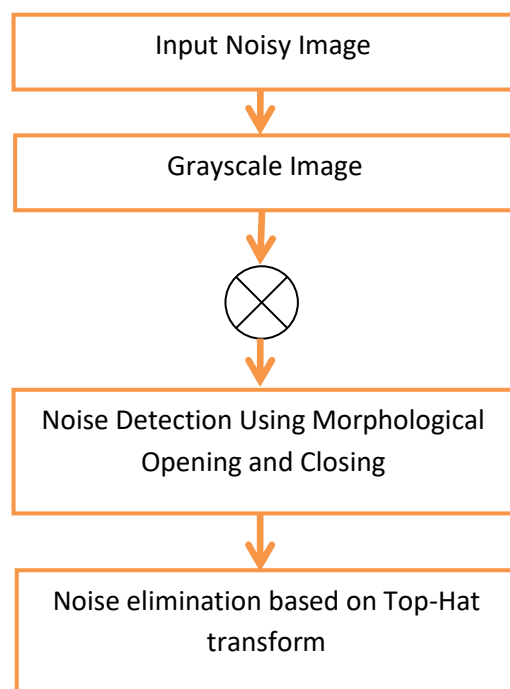 Input Noisy Image
Grayscale Image
Noise Detection Using Morphological
Opening and Closing
Noise elimination based on Top-Hat
transform